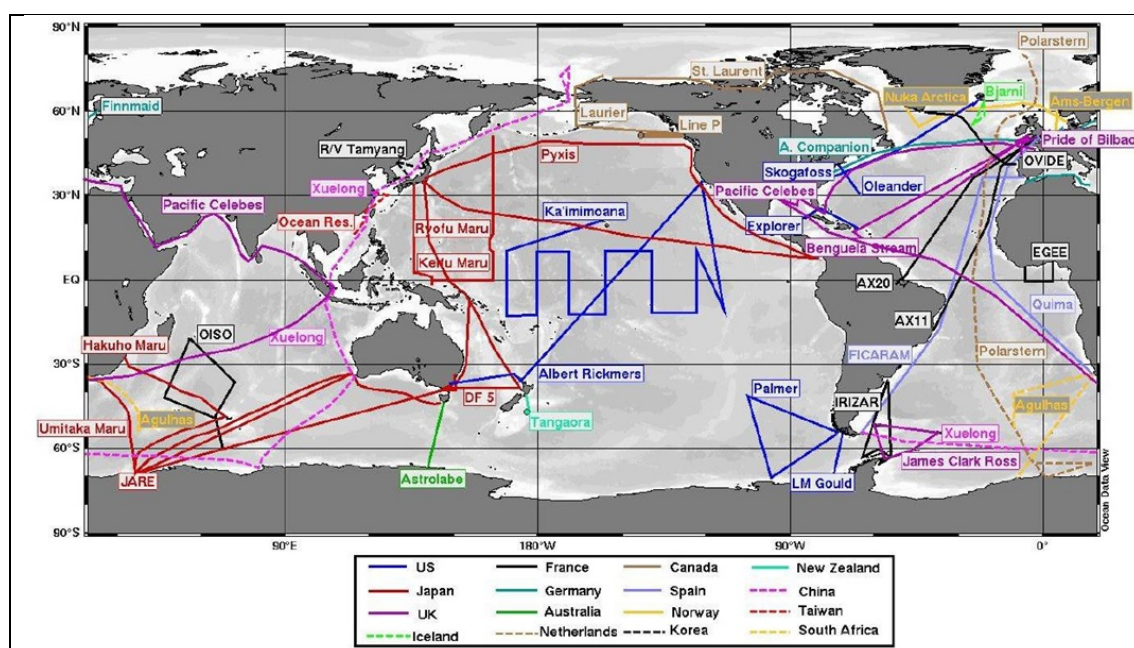 90°N
Polarstern
St. Laurent
Finnmaid
60°N
Nuka Arctica
Bjarni
Ams-Bergen
Laurier
Line P
R/V Tamyang
A. Companion
Pride of Bilbao
Pyxis
OVIDE
Skogafoss
Xuelong
Oleander
30°N
Pacific Celebes
Pacific Celebes
Ocean Res.
Ka'imimoana
Ryofu Maru
Explorer
Benguela Stream
Keifu Maru
EGEE
EQ
AX20
Quima
AX11
OISO
Xuelong
Hakuho Maru
FICARAM
Polarstern
30°S
Albert Rickmers
Palmer
DF 5
IRIZAR
Agulhas
Agulhas
Tangaora
Umitaka Maru
Xuelong
60°S
James Clark Ross
JARE
Astrolabe
LM Gould
Ocean Data View
90°S
90°E
180°W
90°W
0°
US
France
Canada
New Zealand
Japan
Germany
Spain
China
UK
Australia
Norway
Taiwan
Iceland
Netherlands
Korea
South Africa